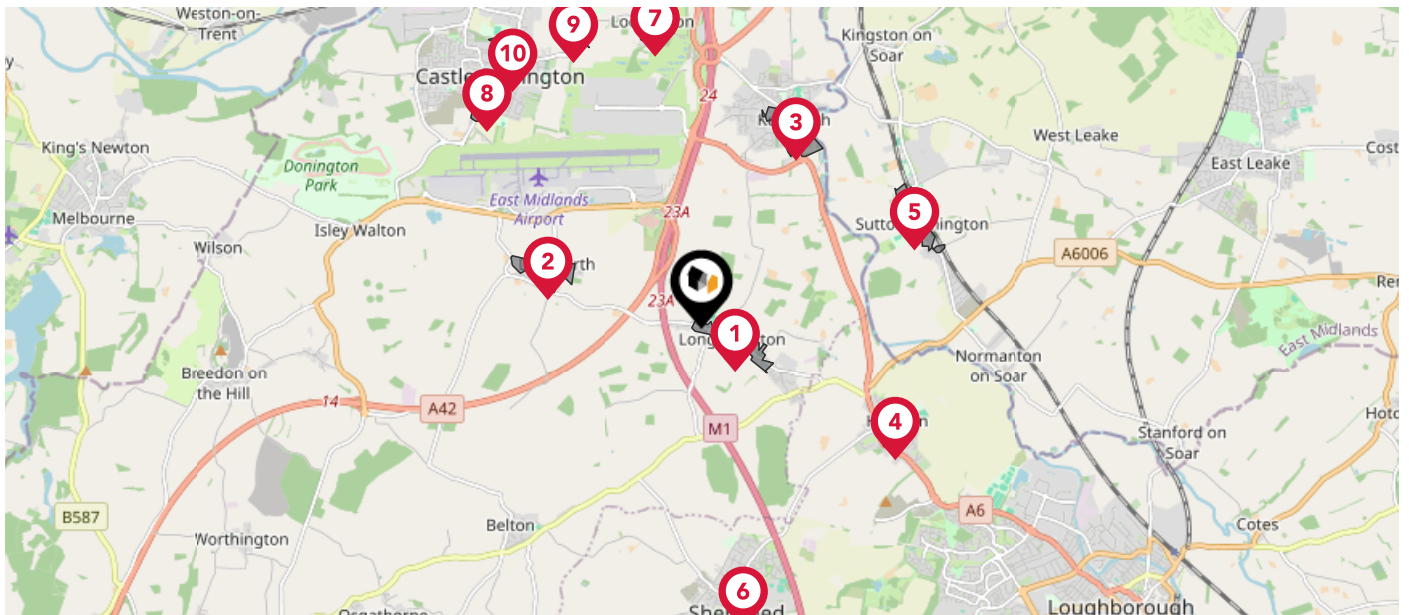 Weston-on-
Trent
9
7
10
Kingston on
Soar
8
24
3
West Leake
King's Newton
East Leake
Cost
Donington
Park
East Midlands
Airport
23A
5
Melbourne
Isley Walton
Wilson
A6006
2
23A
1
East Midlands
Normanton
on Soar
Breedon on
the Hill
14
A42
M1
4
Stanford on
Soar
B587
A6
Belton
Cotes
Worthington
6
Osgathorpe
Loughborough